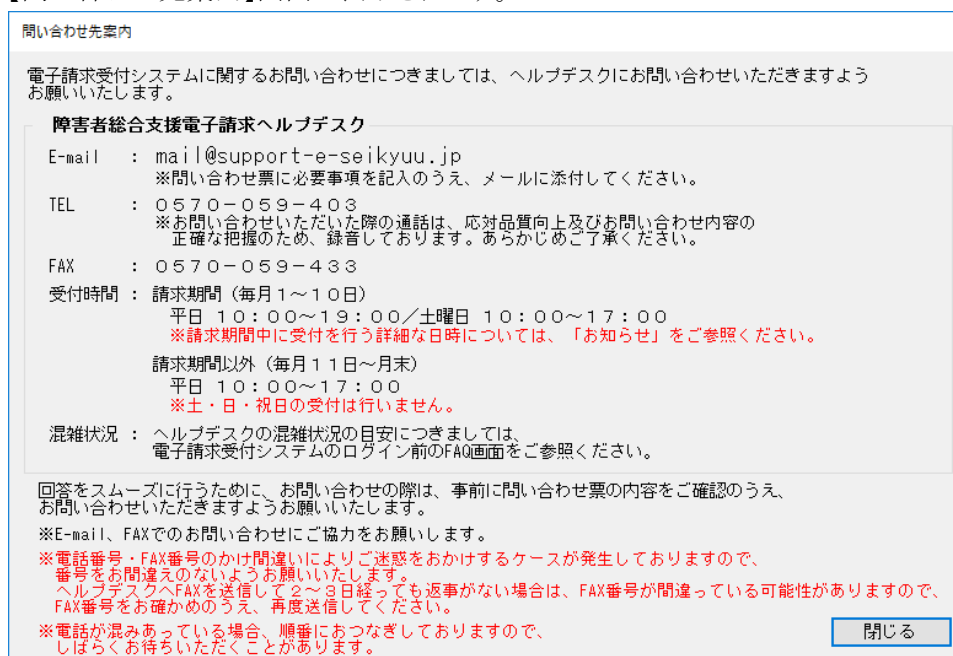 問い合わせ先案内
電子請求受付システムに関するお問い合わせにつきましては、ヘルプデスクにお問い合わせいただきますよう
お願いいたします。
障害者総合支援電子請求ヘルプデスク
E-mail : mail@support-e-seikyuu.jp
※問い合わせ票に必要事項を記入のうえ、メールに添付してください。
TEL : ０５７０－０５９－４０３
※お問い合わせいただいた際の通話は、応対品質向上及びお問い合わせ内容の
正確な把握のため、録音しております。あらかじめご了承ください。
FAX : ０５７０－０５９－４３３
受付時間 : 請求期間（毎月１～１０日）
平日 １０：００～１９：００／土曜日 １０：００～１７：００
※請求期間中に受付を行う詳細な日時については、「お知らせ」をご参照ください。
請求期間以外（毎月１１日～月末）
平日 １０：００～１７：００
※土・日・祝日の受付は行いません。
混雑状況 : ヘルプデスクの混雑状況の目安につきましては、
電子請求受付システムのログイン前のFAQ画面をご参照ください。
回答をスムーズに行うために、お問い合わせの際は、事前に問い合わせ票の内容をご確認のうえ、
お問い合わせいただきますようお願いいたします。
※E-mail、FAXでのお問い合わせにご協力をお願いします。
※電話番号・FAX番号のかけ間違いによりご迷惑をおかけするケースが発生しておりますので、
番号をお間違えのないようお願いいたします。
ヘルプデスクへFAXを送信して２～３日経っても返事がない場合は、FAX番号が間違っている可能性がありますので、
FAX番号をお確かめのうえ、再度送信してください。
※電話が混みあっている場合、順番におつなぎしておりますので、
しばらくお待ちいただくことがあります。
閉じる